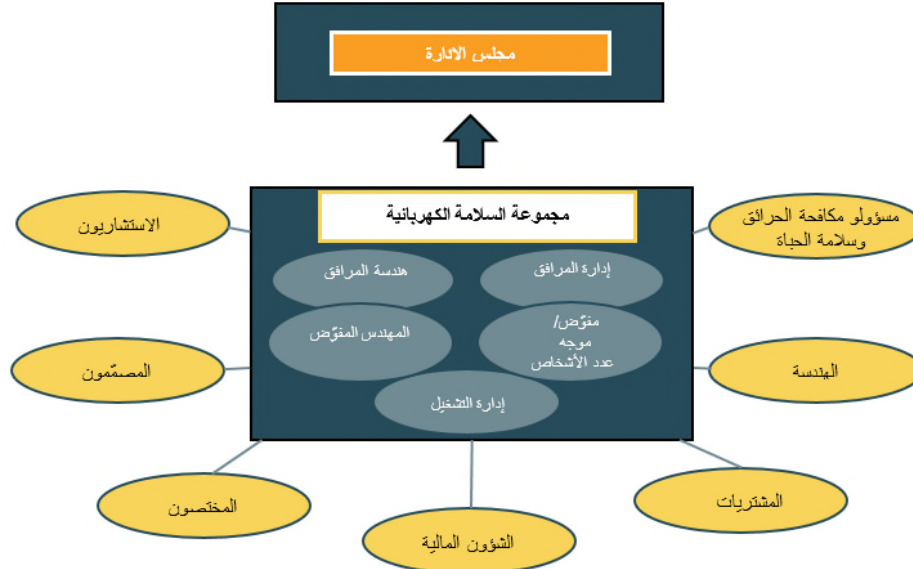 مجلس الادارة
مجموعة السلامة الكهربائية
الاستشاريون
مسؤولو مكافحة الحرائق
وسلامة الحياة
هندسة المرافق
إدارة المرافق
المهندس المفوّض
مفوّض/
موجه
عدد الأشخاص
المصمّمون
الهندسة
إدارة التشغيل
المختصون
المشتريات
الشؤون المالية